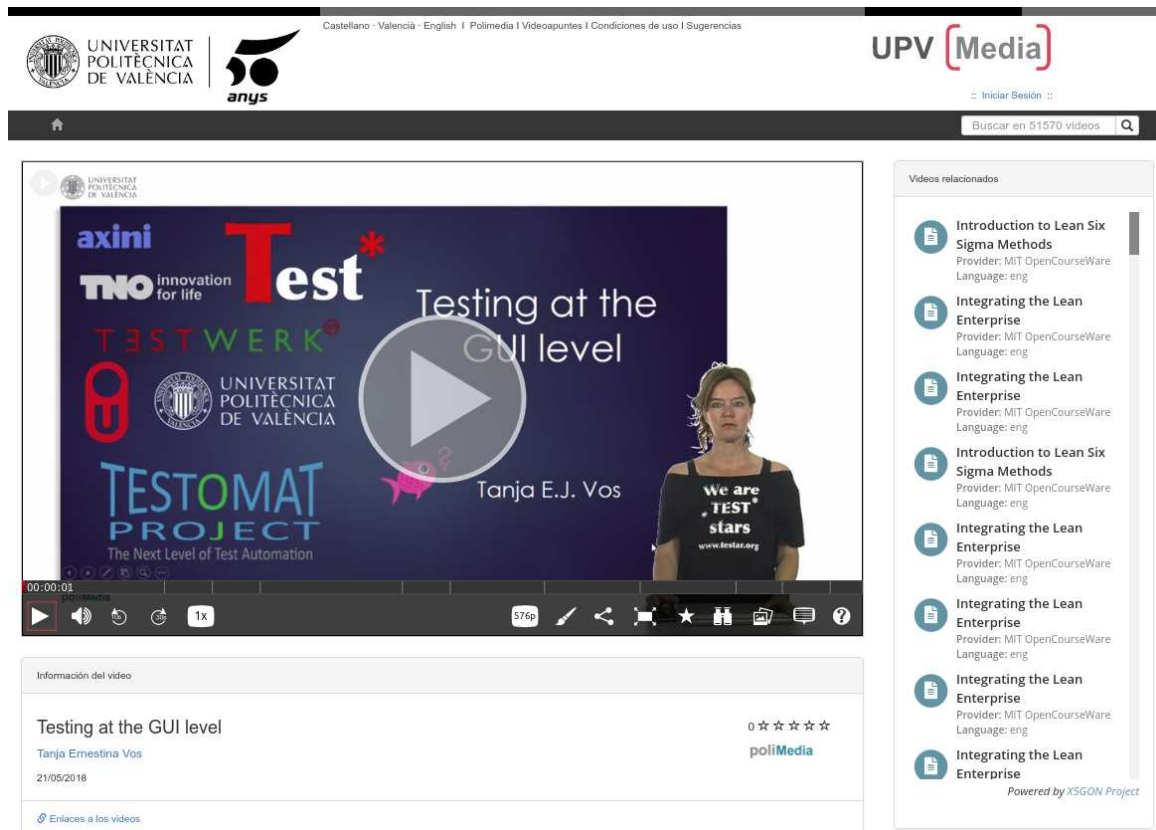 Castellano · Valencià · English I Polimedia I Videoapuntes I Condiciones de uso I Sugerencias
UNIVERSITAT
POLITÈCNICA
DE VALÈNCIA
50
anys
UPV [Media]
:: Iniciar Sesión ::
Buscar en 51570 videos
UNIVERSITAT
POLITÈCNICA
DE VALÈNCIA
axini
TNO innovation
for life
Test*
TESTWERK
UNIVERSITAT
POLITÈCNICA
DE VALÈNCIA
TESTOMAT
PROJECT
The Next Level of Test Automation
Testing at the
GUI level
?
Tanja E.J. Vos
We are
TEST*
stars
www.testar.org
00:00:01
poliMedia
10s
30s
1x
576p
?
Información del video
Testing at the GUI level
Tanja Ernestina Vos
21/05/2018
0
poliMedia
Enlaces a los videos
Videos relacionados
Introduction to Lean Six
Sigma Methods
Provider: MIT OpenCourseWare
Language: eng
Integrating the Lean
Enterprise
Provider: MIT OpenCourseWare
Language: eng
Integrating the Lean
Enterprise
Provider: MIT OpenCourseWare
Language: eng
Introduction to Lean Six
Sigma Methods
Provider: MIT OpenCourseWare
Language: eng
Integrating the Lean
Enterprise
Provider: MIT OpenCourseWare
Language: eng
Integrating the Lean
Enterprise
Provider: MIT OpenCourseWare
Language: eng
Integrating the Lean
Enterprise
Provider: MIT OpenCourseWare
Language: eng
Integrating the Lean
Enterprise
Powered by X5GON Project